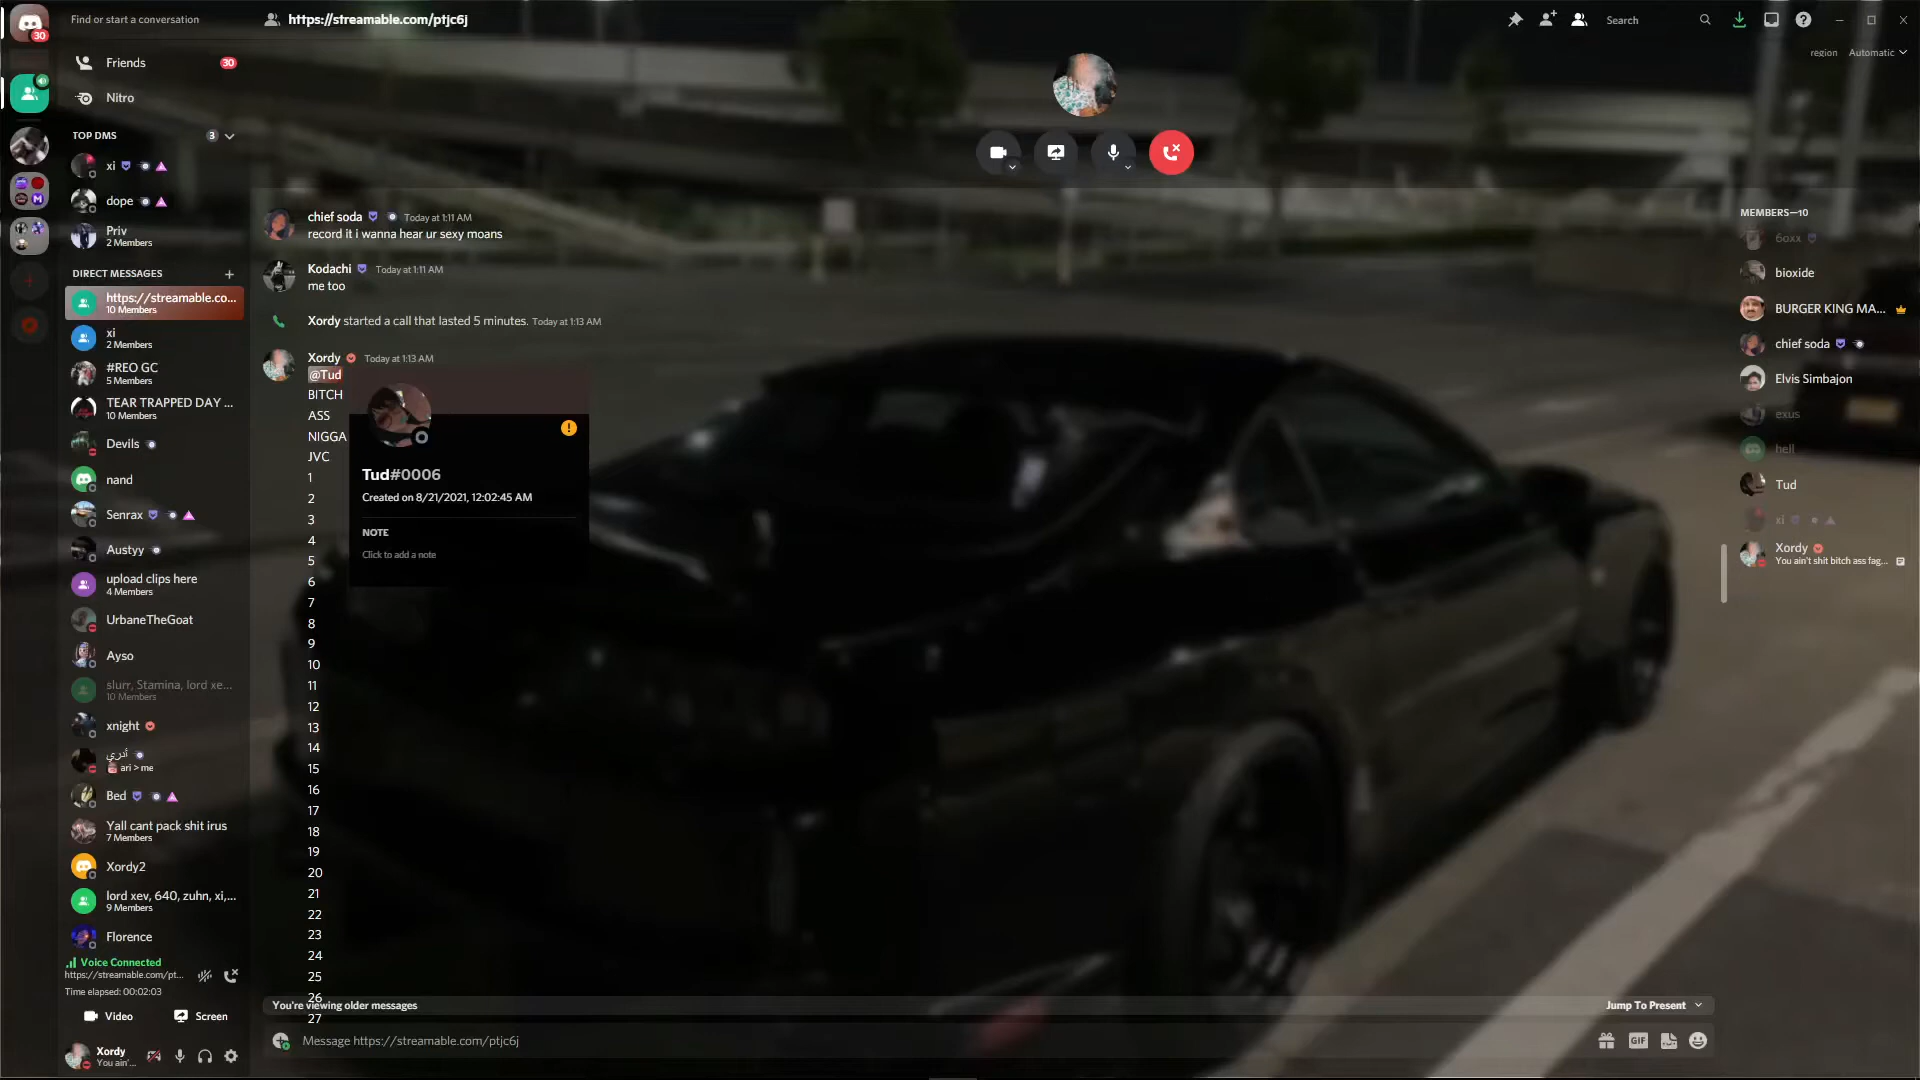 Find or start a conversation
30
Friends
30
Nitro
TOP DMS
3
xi
dope
Priv
2 Members
DIRECT MESSAGES
https://streamable.co...
10 Members
xi
2 Members
#REO GC
5 Members
TEAR TRAPPED DAY ...
10 Members
Devils
nand
Senrax
Austyy
upload clips here
4 Members
UrbaneTheGoat
Ayso
slurr, Stamina, lord xe...
10 Members
xnight
أدري
ari > me
Bed
Yall cant pack shit irus
7 Members
Xordy2
lord xev, 640, zuhn, xi,...
9 Members
Florence
Voice Connected
https://streamable.com/pt...
Time elapsed: 00:02:03
Video
Screen
Xordy
You ain'...
https://streamable.com/ptjc6j
Search
region
Automatic
chief soda
Today at 1:11 AM
record it i wanna hear ur sexy moans
Kodachi
Today at 1:11 AM
me too
Xordy started a call that lasted 5 minutes. Today at 1:13 AM
Xordy
Today at 1:13 AM
@Tud
BITCH
ASS
NIGGA
JVC
1
2
3
4
5
6
7
8
9
10
11
12
13
14
15
16
17
18
19
20
21
22
23
24
25
26
27
Tud#0006
Created on 8/21/2021, 12:02:45 AM
NOTE
Click to add a note
You're viewing older messages
Jump To Present
Message https://streamable.com/ptjc6j
GIF
MEMBERS—10
6oxx
bioxide
BURGER KING MA...
chief soda
Elvis Simbajon
exus
hell
Tud
xi
Xordy
You ain't shit bitch ass fag...